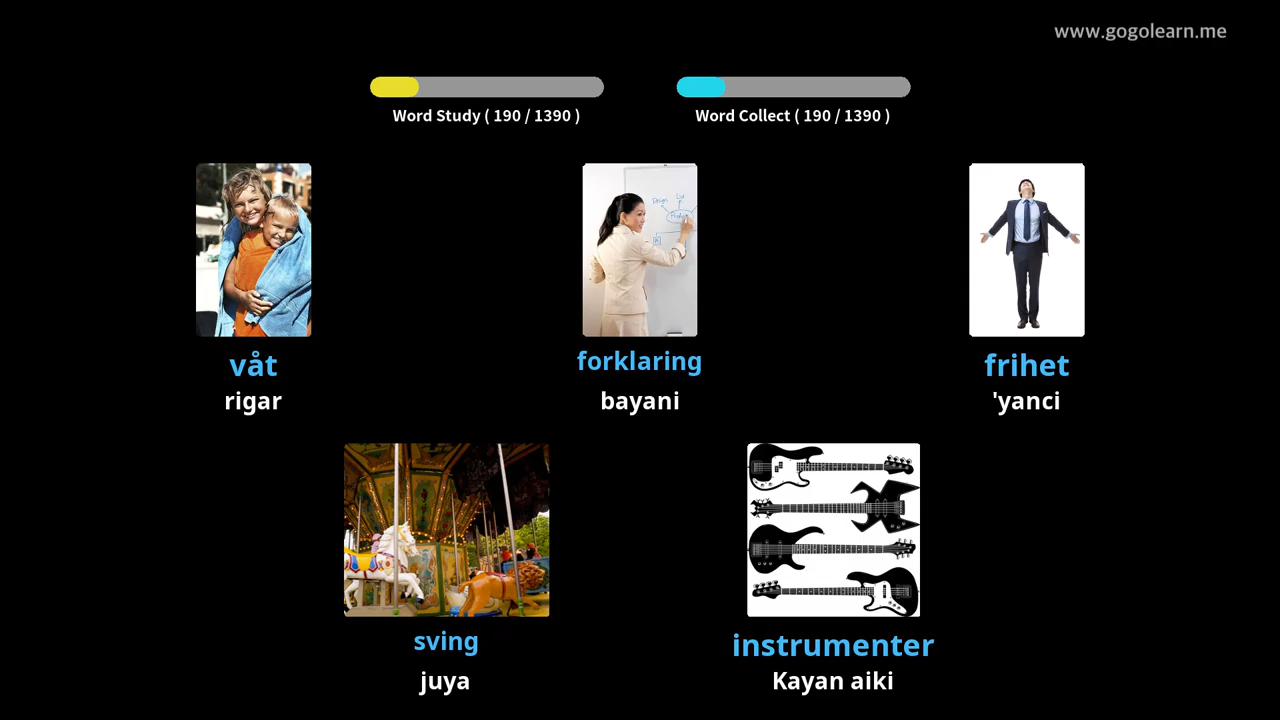 www.gogolearn.me
Word Study ( 190 / 1390 )
Word Collect ( 190 / 1390 )
våt
rigar
forklaring
bayani
frihet
'yanci
sving
juya
instrumenter
Kayan aiki